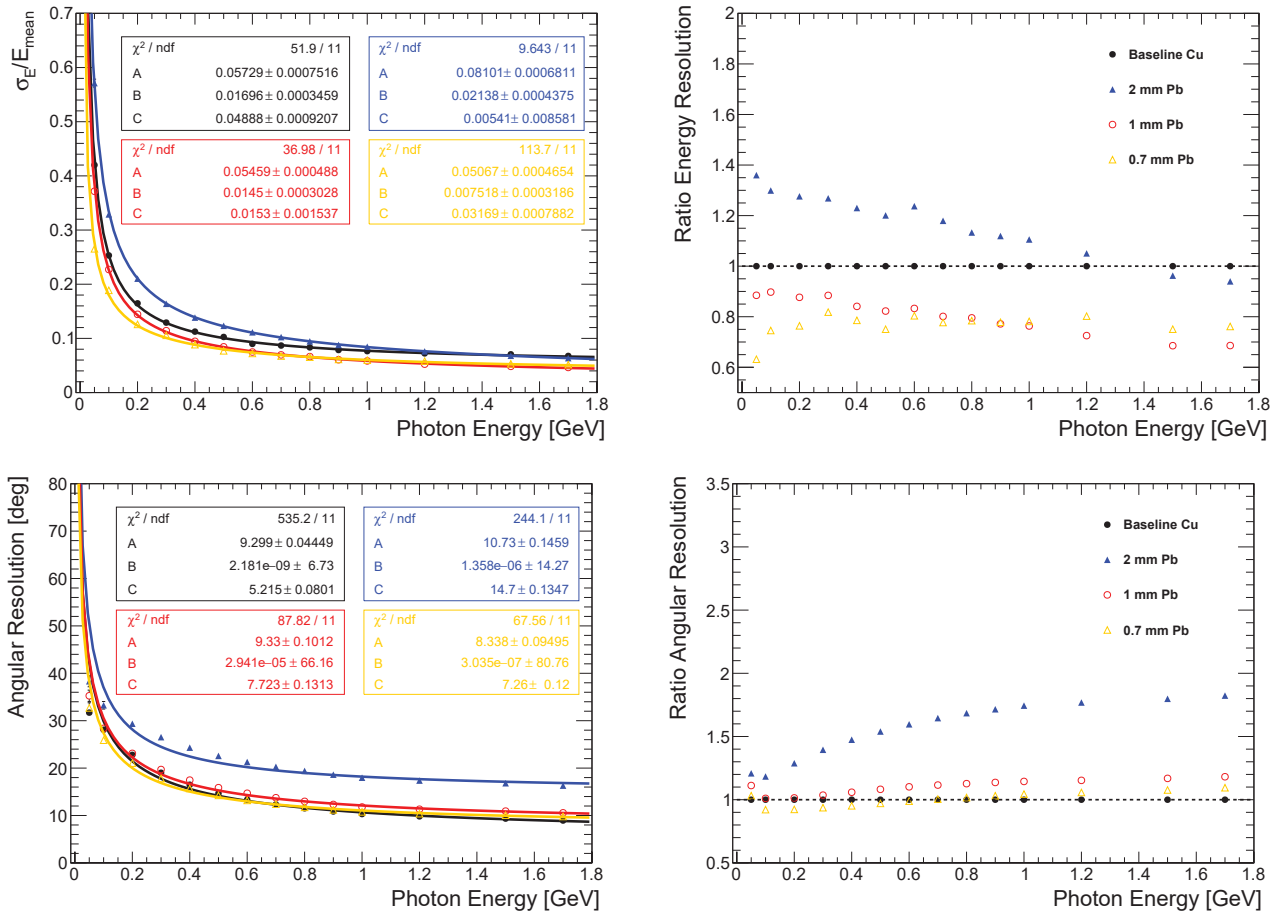 σE/Emean
0.7
0.6
0.5
0.4
0.3
0.2
0.1
0
χ² / ndf 51.9 / 11
A 0.05729± 0.0007516
B 0.01696± 0.0003459
C 0.04888± 0.0009207
χ² / ndf 9.643 / 11
A 0.08101± 0.0006811
B 0.02138± 0.0004375
C 0.00541± 0.008581
χ² / ndf 36.98 / 11
A 0.05459± 0.000488
B 0.0145± 0.0003028
C 0.0153± 0.001537
χ² / ndf 113.7 / 11
A 0.05067± 0.0004654
B 0.007518± 0.0003186
C 0.03169± 0.0007882
0 0.2 0.4 0.6 0.8 1 1.2 1.4 1.6 1.8
Photon Energy [GeV]
Ratio Energy Resolution
2
1.8
1.6
1.4
1.2
1
0.8
0.6
Baseline Cu
2 mm Pb
1 mm Pb
0.7 mm Pb
0 0.2 0.4 0.6 0.8 1 1.2 1.4 1.6 1.8
Photon Energy [GeV]
Angular Resolution [deg]
80
70
60
50
40
30
20
10
0
χ² / ndf 535.2 / 11
A 9.299± 0.04449
B 2.181e−09± 6.73
C 5.215± 0.0801
χ² / ndf 244.1 / 11
A 10.73± 0.1459
B 1.358e−06± 14.27
C 14.7± 0.1347
χ² / ndf 87.82 / 11
A 9.33± 0.1012
B 2.941e−05± 66.16
C 7.723± 0.1313
χ² / ndf 67.56 / 11
A 8.338± 0.09495
B 3.035e−07± 80.76
C 7.26± 0.12
0 0.2 0.4 0.6 0.8 1 1.2 1.4 1.6 1.8
Photon Energy [GeV]
Ratio Angular Resolution
3.5
3
2.5
2
1.5
1
0.5
Baseline Cu
2 mm Pb
1 mm Pb
0.7 mm Pb
0 0.2 0.4 0.6 0.8 1 1.2 1.4 1.6 1.8
Photon Energy [GeV]